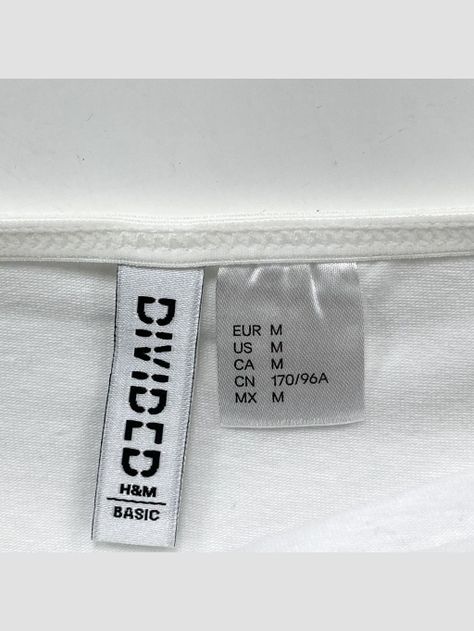 DIVIDED
H&M
BASIC
EUR M
US M
CA M
CN 170/96A
MX M